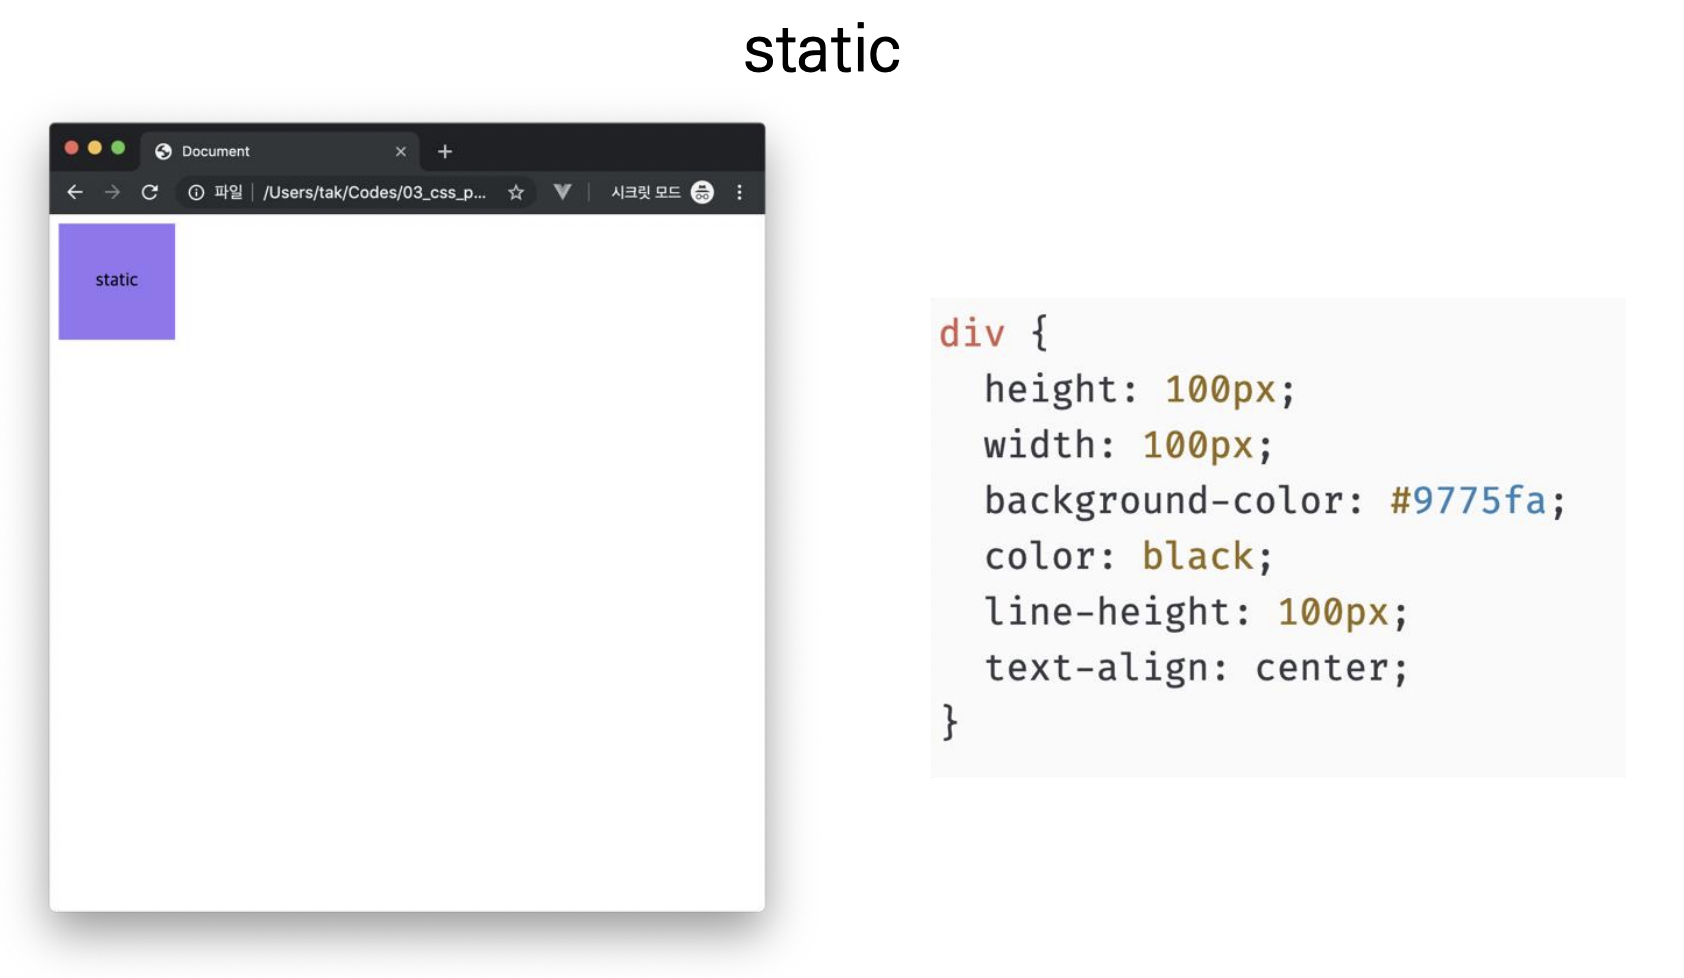 static
Document
파일 /Users/tak/Codes/03_css_p... 시크릿 모드
static
div {
  height: 100px;
  width: 100px;
  background-color: #9775fa;
  color: black;
  line-height: 100px;
  text-align: center;
}